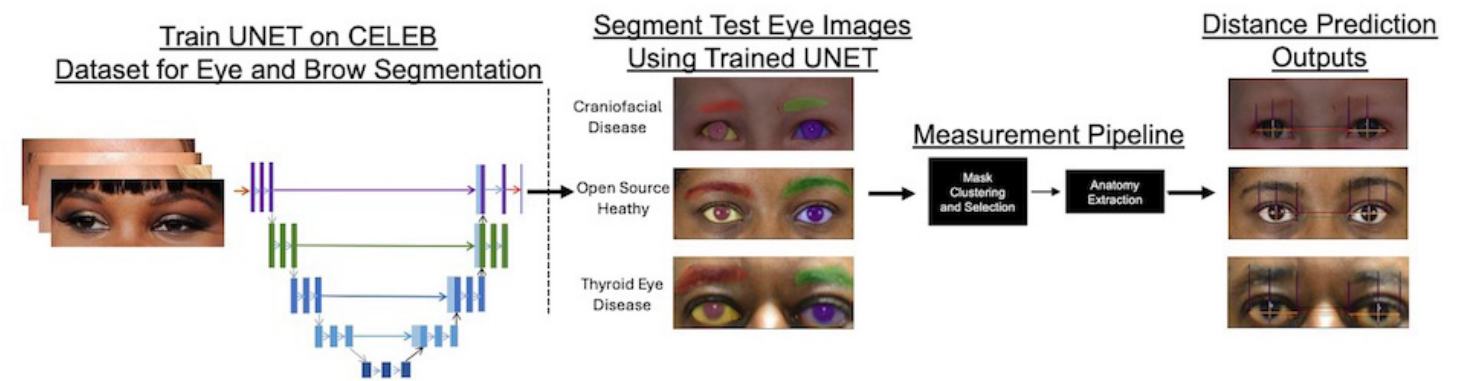 Train UNET on CELEB
Dataset for Eye and Brow Segmentation
Segment Test Eye Images
Using Trained UNET
Craniofacial
Disease
Open Source
Heathy
Thyroid Eye
Disease
Measurement Pipeline
Mask
Clustering
and Selection
Anatomy
Extraction
Distance Prediction
Outputs